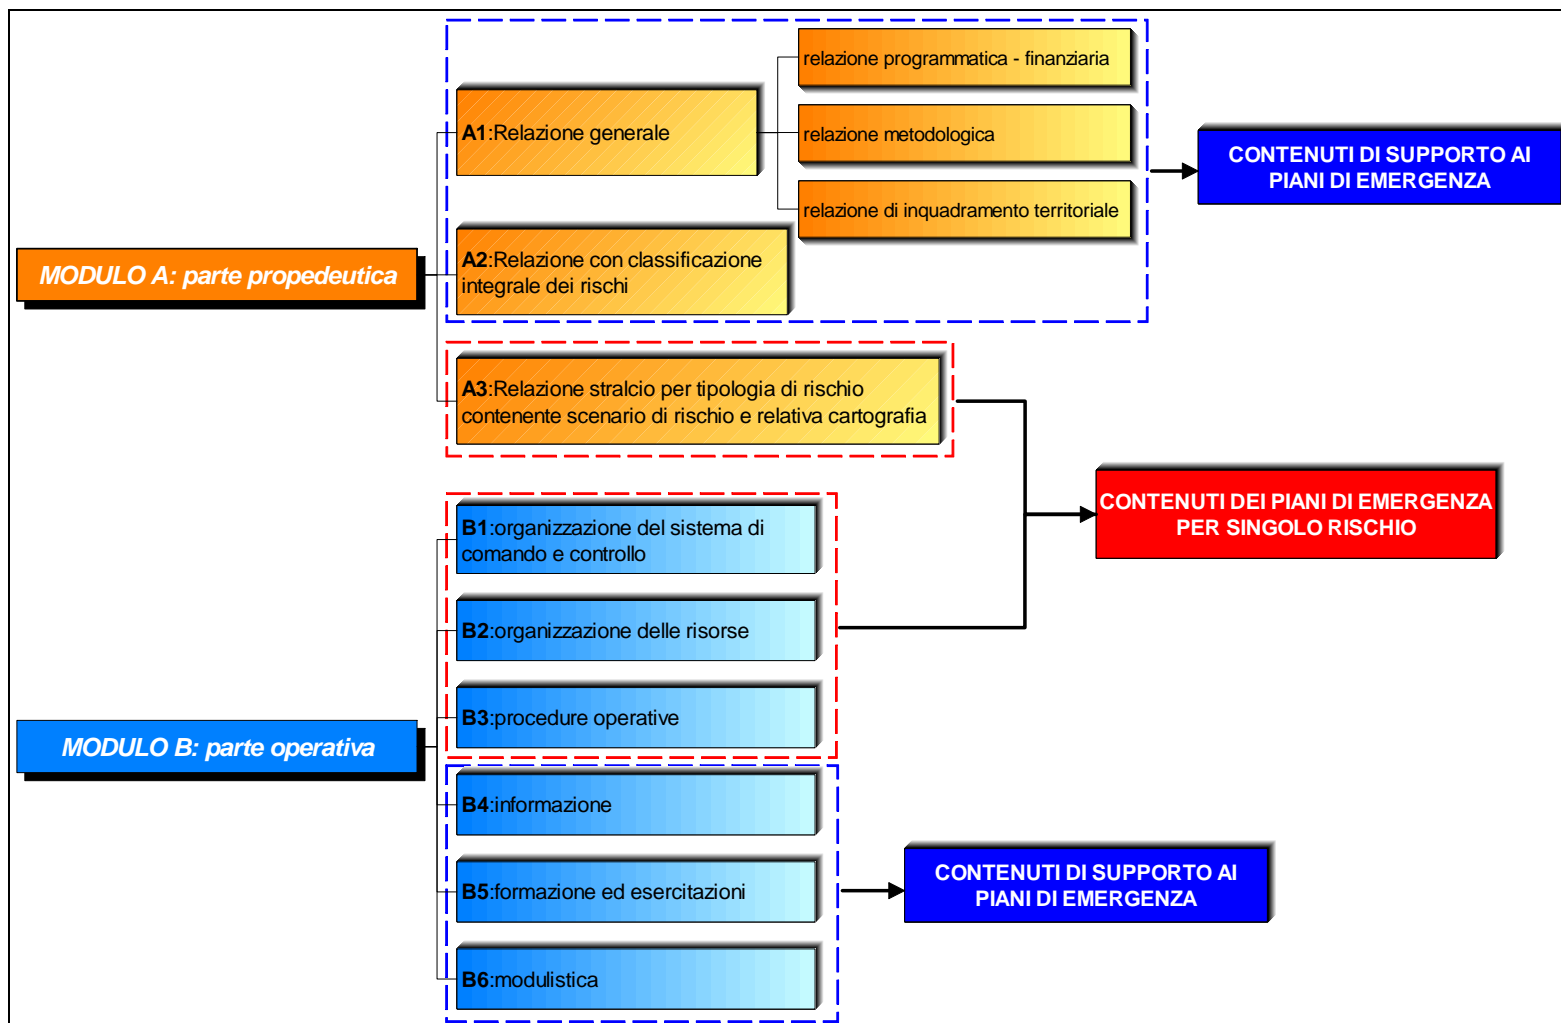 relazione programmatica - finanziaria
A1:Relazione generale
relazione metodologica
relazione di inquadramento territoriale
CONTENUTI DI SUPPORTO AI
PIANI DI EMERGENZA
MODULO A: parte propedeutica
A2:Relazione con classificazione
integrale dei rischi
A3:Relazione stralcio per tipologia di rischio
contenente scenario di rischio e relativa cartografia
CONTENUTI DEI PIANI DI EMERGENZA
PER SINGOLO RISCHIO
B1:organizzazione del sistema di
comando e controllo
B2:organizzazione delle risorse
B3:procedure operative
MODULO B: parte operativa
B4:informazione
B5:formazione ed esercitazioni
B6:modulistica
CONTENUTI DI SUPPORTO AI
PIANI DI EMERGENZA